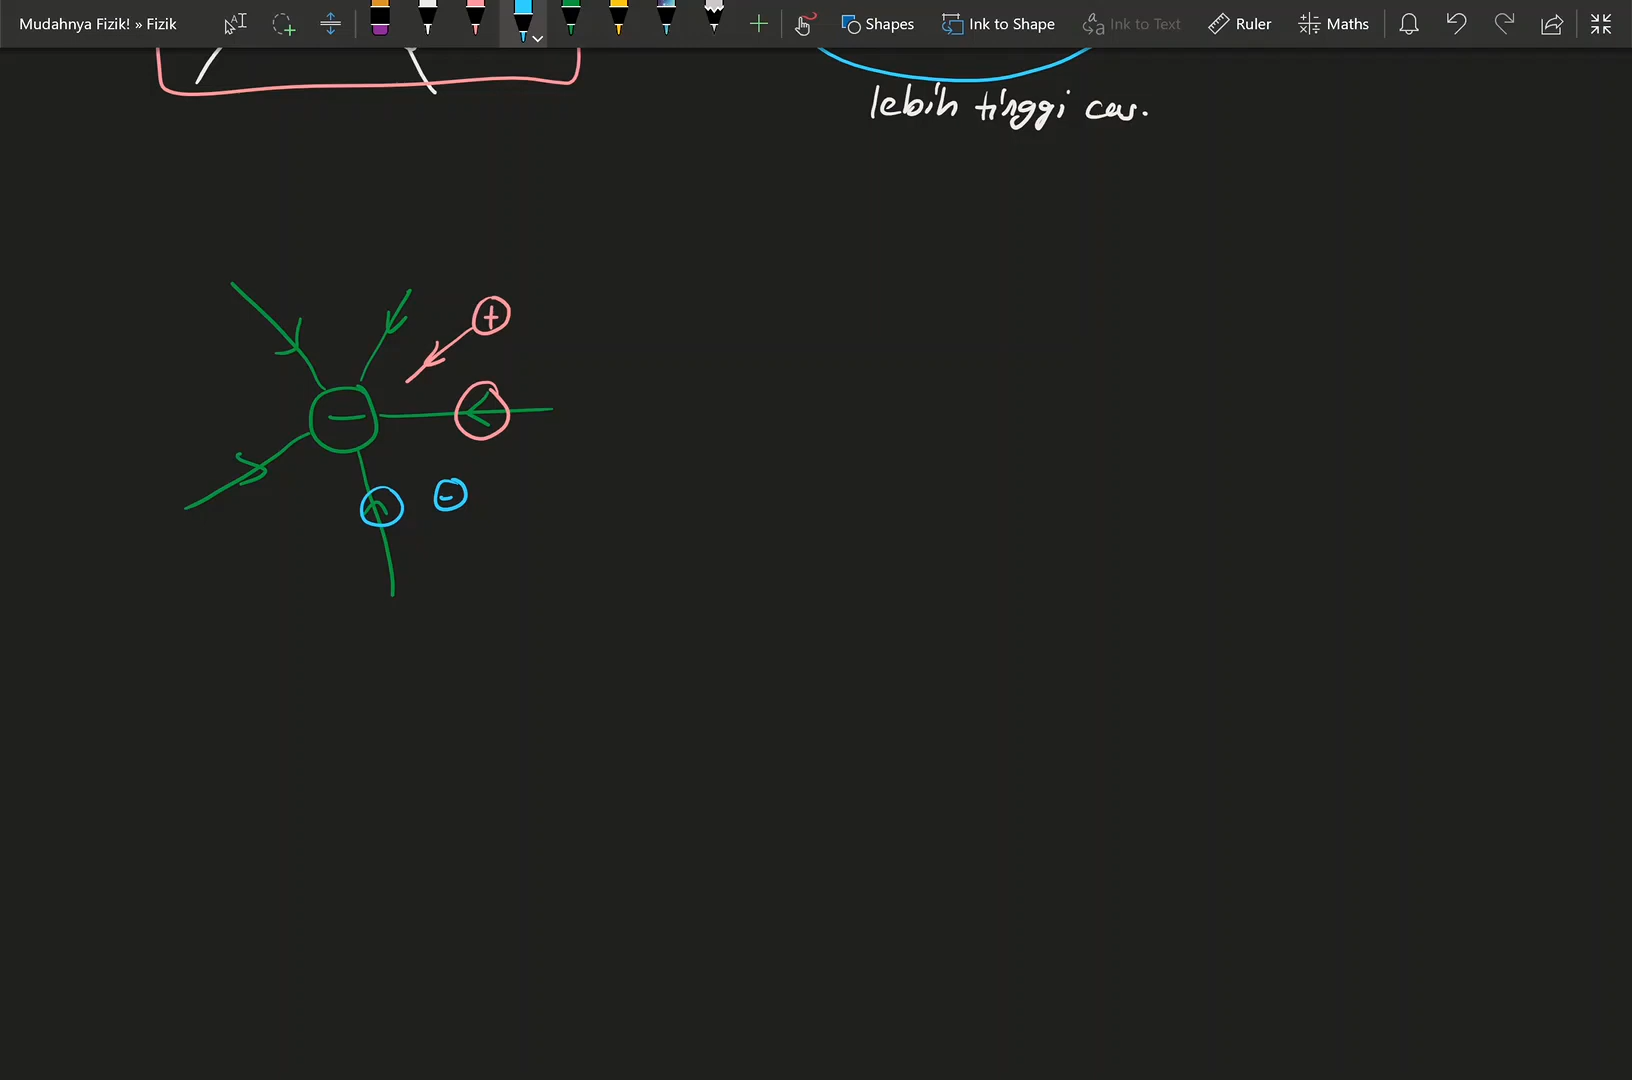 Mudahnya Fizik! » Fizik
Shapes
Ink to Shape
Ink to Text
Ruler
Maths
lebih tinggi cas.
+
−
−